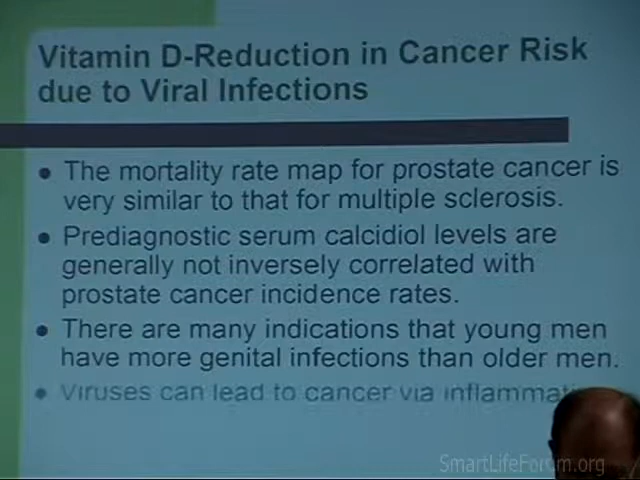 Vitamin D-Reduction in Cancer Risk
due to Viral Infections
• The mortality rate map for prostate cancer is
very similar to that for multiple sclerosis.
• Prediagnostic serum calcidiol levels are
generally not inversely correlated with
prostate cancer incidence rates.
• There are many indications that young men
have more genital infections than older men.
• Viruses can lead to cancer via
SmartLifeForum.org